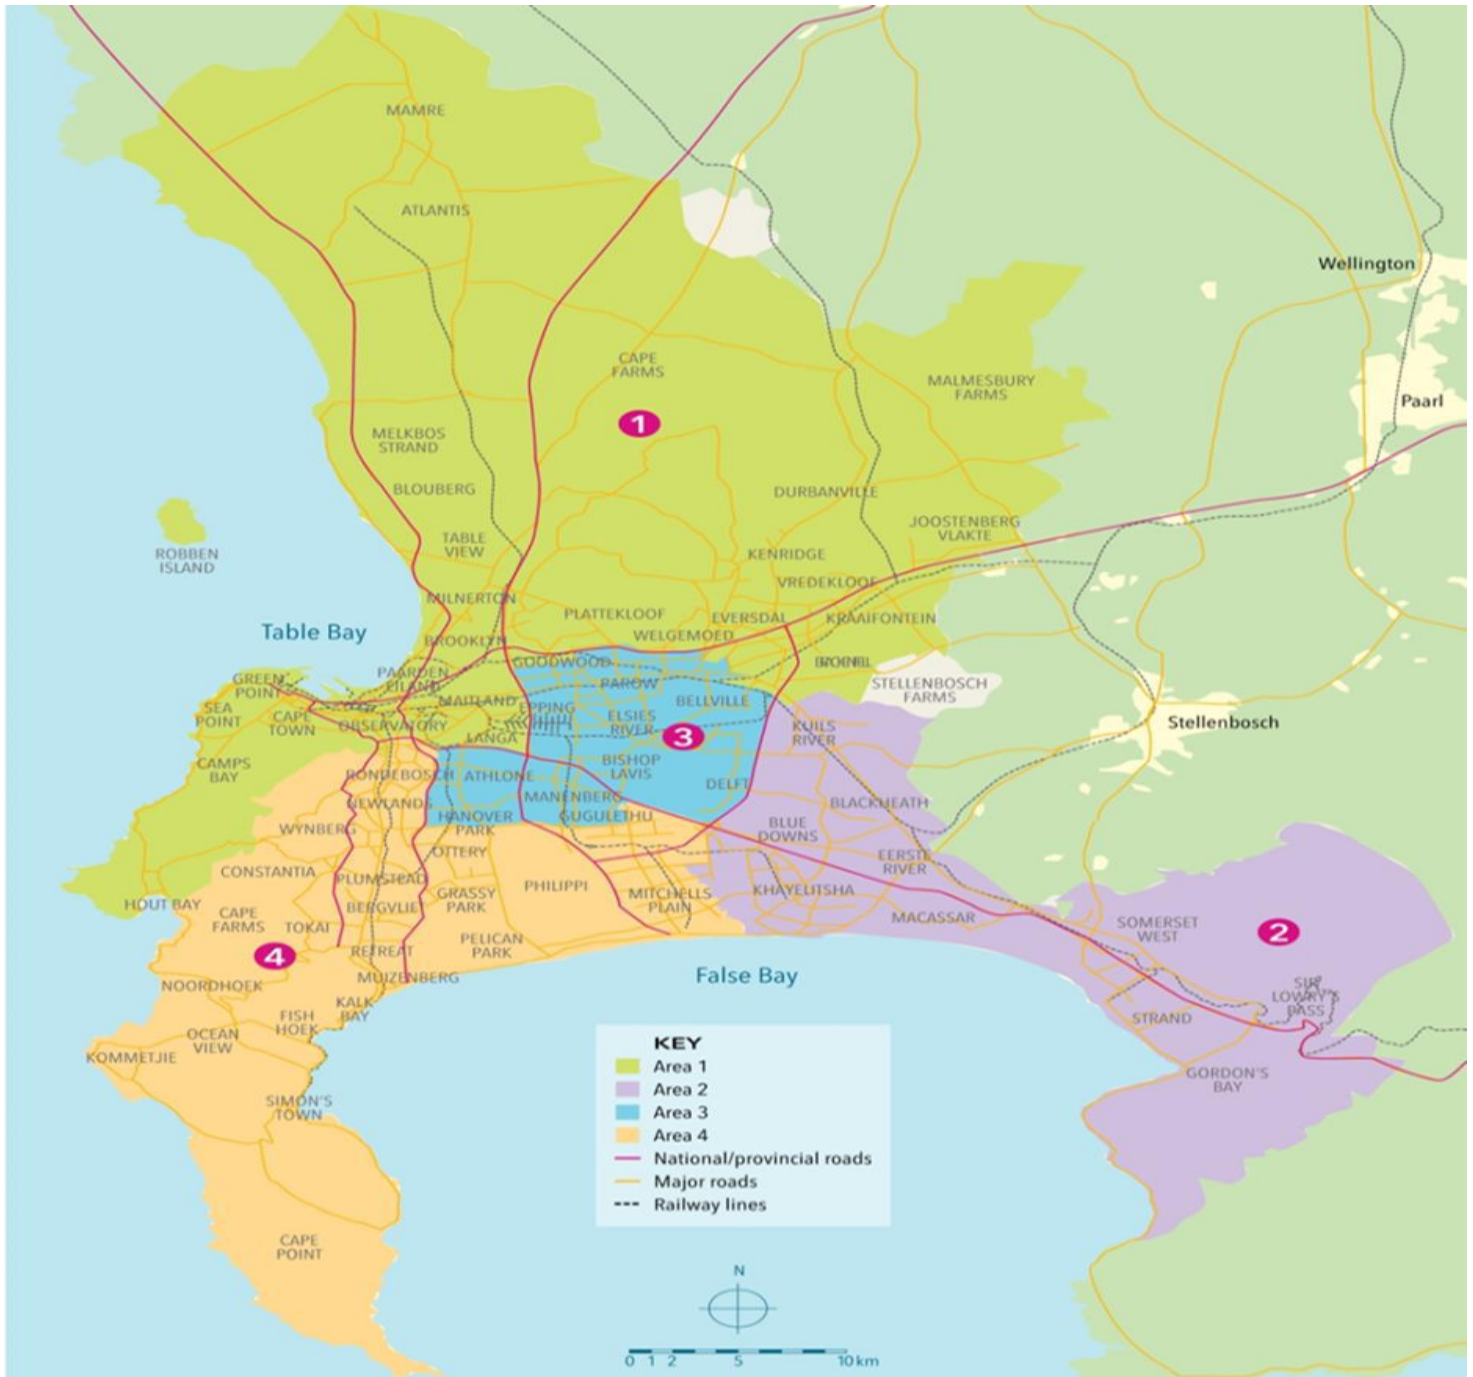 MAMRE
ATLANTIS
Wellington
CAPE
FARMS
MALMESBURY
FARMS
Paarl
1
MELKBOS
STRAND
BLOUBERG
DURBANVILLE
JOOSTENBERG
VLAKTE
TABLE
VIEW
ROBBEN
ISLAND
KENRIDGE
VREDEKLOOF
MILNERTON
PLATTEKLOOF
EVERSDAL
KRAAIFONTEIN
Table Bay
WELGEMOED
BROOKLYN
GOODWOOD
PAARDEN
EILAND
GREEN
POINT
PAROW
STELLENBOSCH
FARMS
MAITLAND
EPPING
BELLVILLE
SEA
POINT
CAPE
TOWN
OBSERVATORY
ELSIES
RIVER
KUILS
RIVER
Stellenbosch
LANGA
3
CAMPS
BAY
RONDEBOSCH
ATHLONE
BISHOP
LAVIS
DELFT
NEWLANDS
MANENBERG
BLACKHEATH
HANOVER
PARK
GUGULETHU
WYNBERG
BLUE
DOWNS
OTTERY
EERSTE
RIVER
CONSTANTIA
PLUMSTEAD
GRASSY
PARK
PHILIPPI
MITCHELLS
PLAIN
KHAYELITSHA
HOUT BAY
BERGVLIET
CAPE
FARMS
TOKAI
MACASSAR
SOMERSET
WEST
2
4
RETREAT
PELICAN
PARK
MUIZENBERG
False Bay
NOORDHOEK
KALK
BAY
SIR
LOWRY'S
PASS
FISH
HOEK
STRAND
OCEAN
VIEW
KOMMETJIE
GORDON'S
BAY
SIMON'S
TOWN
CAPE
POINT
KEY
Area 1
Area 2
Area 3
Area 4
National/provincial roads
Major roads
Railway lines
N
0 1 2 5 10 km